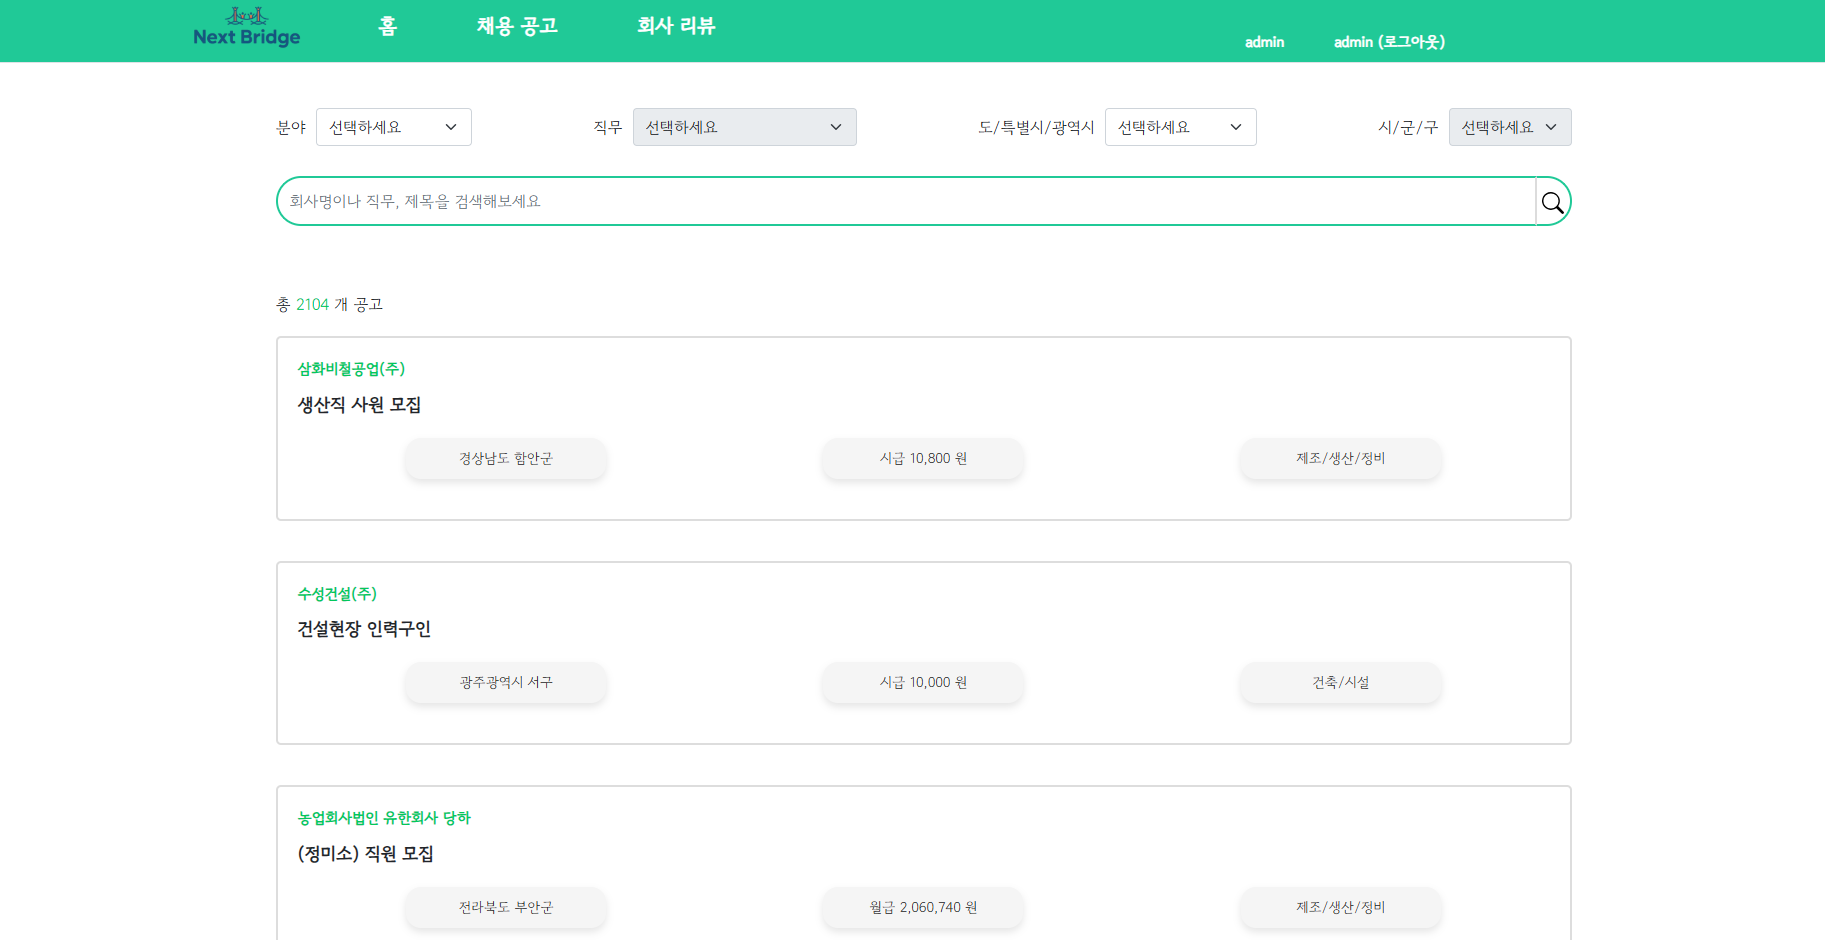 Next Bridge
홈
채용 공고
회사 리뷰
admin
admin (로그아웃)
분야 선택하세요
직무 선택하세요
도/특별시/광역시 선택하세요
시/군/구 선택하세요
회사명이나 직무, 제목을 검색해보세요
총 2104 개 공고
삼화비철공업(주)
생산직 사원 모집
경상남도 함안군
시급 10,800 원
제조/생산/정비
수성건설(주)
건설현장 인력구인
광주광역시 서구
시급 10,000 원
건축/시설
농업회사법인 유한회사 당하
(정미소) 직원 모집
전라북도 부안군
월급 2,060,740 원
제조/생산/정비